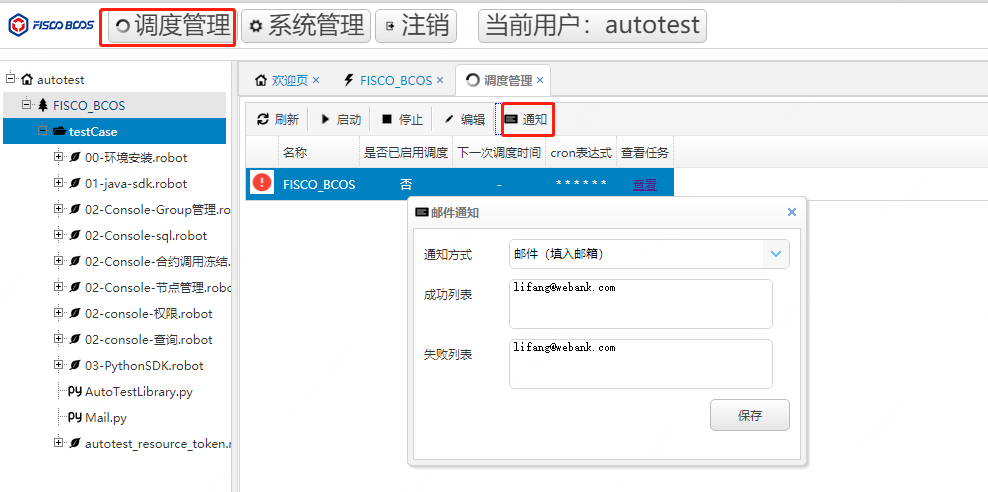 FISCO BCOS 调度管理 系统管理 注销 当前用户：autotest
autotest
FISCO_BCOS
testCase
00-环境安装.robot
01-java-sdk.robot
02-Console-Group管理.ro
02-Console-sql.robot
02-Console-合约调用冻结.
02-Console-节点管理.robo
02-console-权限.robot
02-console-查询.robot
03-PythonSDK.robot
py AutoTestLibrary.py
py Mail.py
autotest_resource_token.r
欢迎页 × FISCO_BCOS × 调度管理 ×
刷新 启动 停止 编辑 通知
名称 是否已启用调度 下一次调度时间 cron表达式 查看任务
FISCO_BCOS 否 - * * * * * * 查看
邮件通知 ×
通知方式 邮件（填入邮箱）
成功列表 lifang@webank.com
失败列表 lifang@webank.com
保存